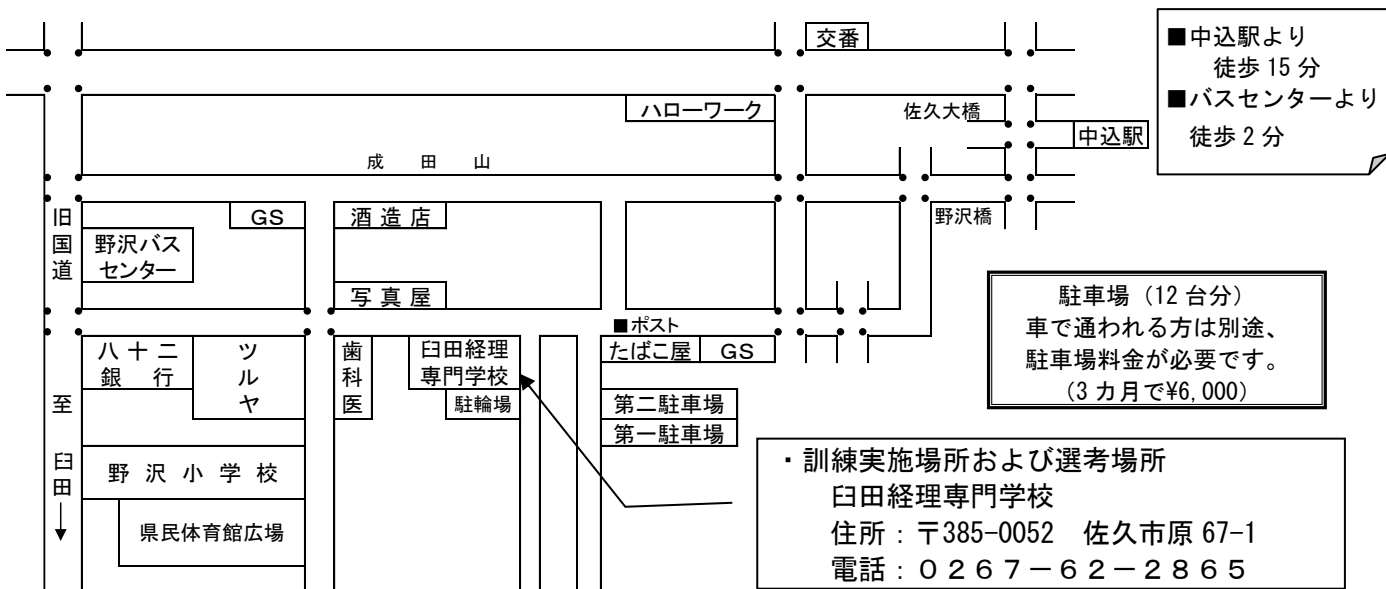 交番
■中込駅より
徒歩 15 分
■バスセンターより
徒歩 2 分
ハローワーク
佐久大橋
中込駅
成 田 山
旧国道
GS
酒 造 店
野沢橋
野沢バス
センター
写 真 屋
駐車場（12 台分）
車で通われる方は別途、
駐車場料金が必要です。
(3 カ月で¥6,000)
■ポスト
八 十 二
銀 行
ツルヤ
歯科医
臼田経理
専門学校
駐輪場
たばこ屋
GS
第二駐車場
第一駐車場
至 臼田
野 沢 小 学 校
県民体育館広場
・訓練実施場所および選考場所
臼田経理専門学校
住所：〒385-0052 佐久市原 67-1
電話：０２６７－６２－２８６５